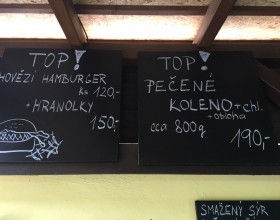 TOP!
HOVĚZÍ HAMBURGER
ks 120,-
+ HRANOLKY
150,-
TOP!
PEČENÉ
KOLENO + chl.
+ obloha
cca 800g
190,-
SMAŽENÝ SÝR